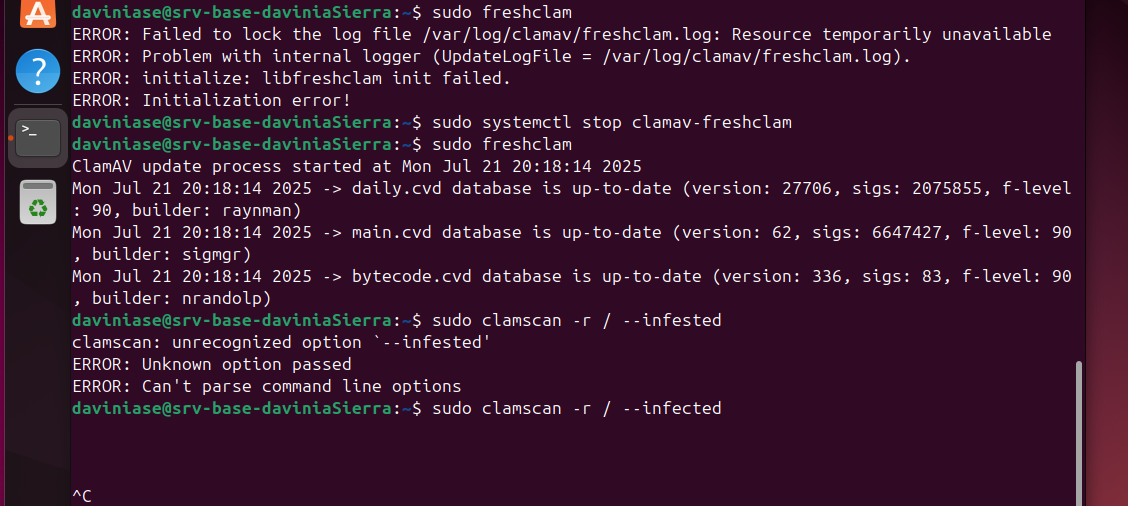 daviniase@srv-base-daviniaSierra:~$ sudo freshclam
ERROR: Failed to lock the log file /var/log/clamav/freshclam.log: Resource temporarily unavailable
ERROR: Problem with internal logger (UpdateLogFile = /var/log/clamav/freshclam.log).
ERROR: initialize: libfreshclam init failed.
ERROR: Initialization error!
daviniase@srv-base-daviniaSierra:~$ sudo systemctl stop clamav-freshclam
daviniase@srv-base-daviniaSierra:~$ sudo freshclam
ClamAV update process started at Mon Jul 21 20:18:14 2025
Mon Jul 21 20:18:14 2025 -> daily.cvd database is up-to-date (version: 27706, sigs: 2075855, f-level
: 90, builder: raynman)
Mon Jul 21 20:18:14 2025 -> main.cvd database is up-to-date (version: 62, sigs: 6647427, f-level: 90
, builder: sigmgr)
Mon Jul 21 20:18:14 2025 -> bytecode.cvd database is up-to-date (version: 336, sigs: 83, f-level: 90
, builder: nrandolp)
daviniase@srv-base-daviniaSierra:~$ sudo clamscan -r / --infested
clamscan: unrecognized option `--infested'
ERROR: Unknown option passed
ERROR: Can't parse command line options
daviniase@srv-base-daviniaSierra:~$ sudo clamscan -r / --infected
^C